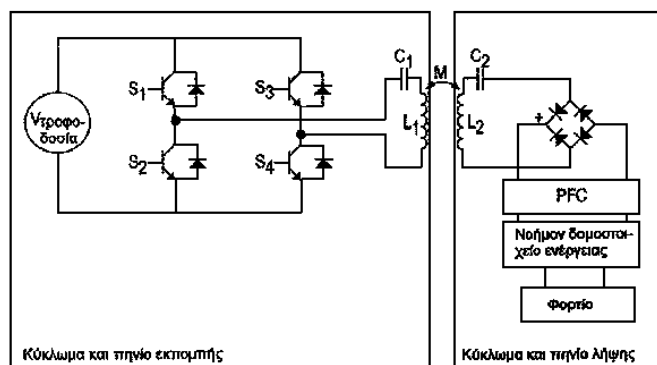 Vτροφο-
δοσία
S1
S2
S3
S4
C1
L1
M
C2
L2
+
PFC
Νοήμον δομοστοι-
χείο ενέργειας
Φορτίο
Κύκλωμα και πηνίο εκπομπής
Κύκλωμα και πηνίο λήψης